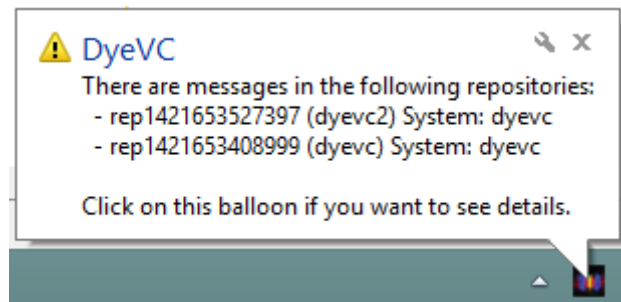 DyeVC
There are messages in the following repositories:
- rep1421653527397 (dyevc2) System: dyevc
- rep1421653408999 (dyevc) System: dyevc
Click on this balloon if you want to see details.